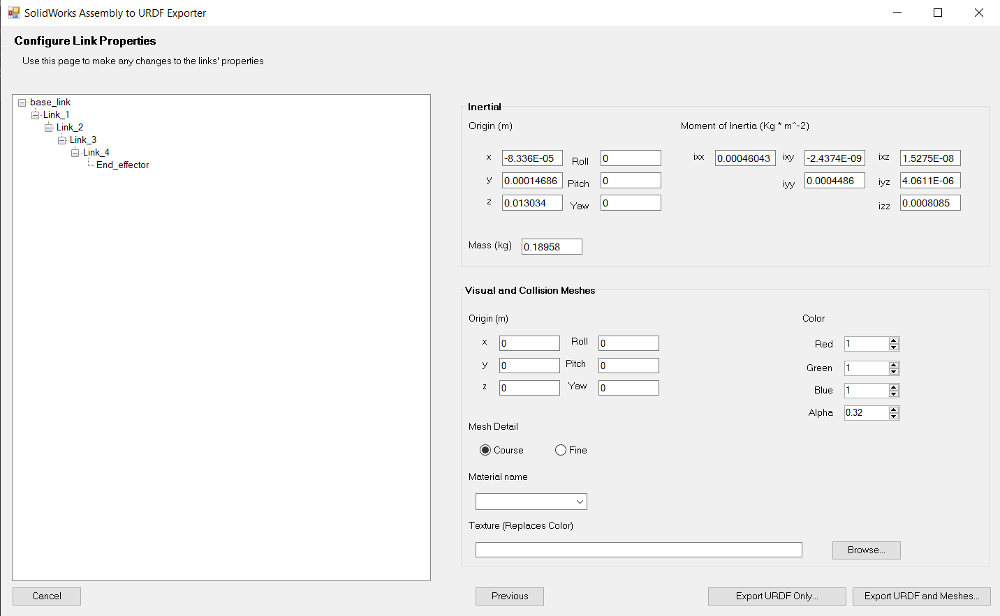 SolidWorks Assembly to URDF Exporter
Configure Link Properties
Use this page to make any changes to the links' properties
base_link
Link_1
Link_2
Link_3
Link_4
End_effector
Inertial
Origin (m)
Moment of Inertia (Kg * m^-2)
x -8.336E-05 Roll 0 ixx 0.00046043 ixy -2.4374E-09 ixz 1.5275E-08
y 0.00014686 Pitch 0 iyy 0.0004486 iyz 4.0611E-06
z 0.013034 Yaw 0 izz 0.0008085
Mass (kg) 0.18958
Visual and Collision Meshes
Origin (m)
Color
x 0 Roll 0 Red 1
y 0 Pitch 0 Green 1
z 0 Yaw 0 Blue 1
Alpha 0.32
Mesh Detail
Course Fine
Material name
Texture (Replaces Color)
Browse...
Cancel Previous Export URDF Only... Export URDF and Meshes...